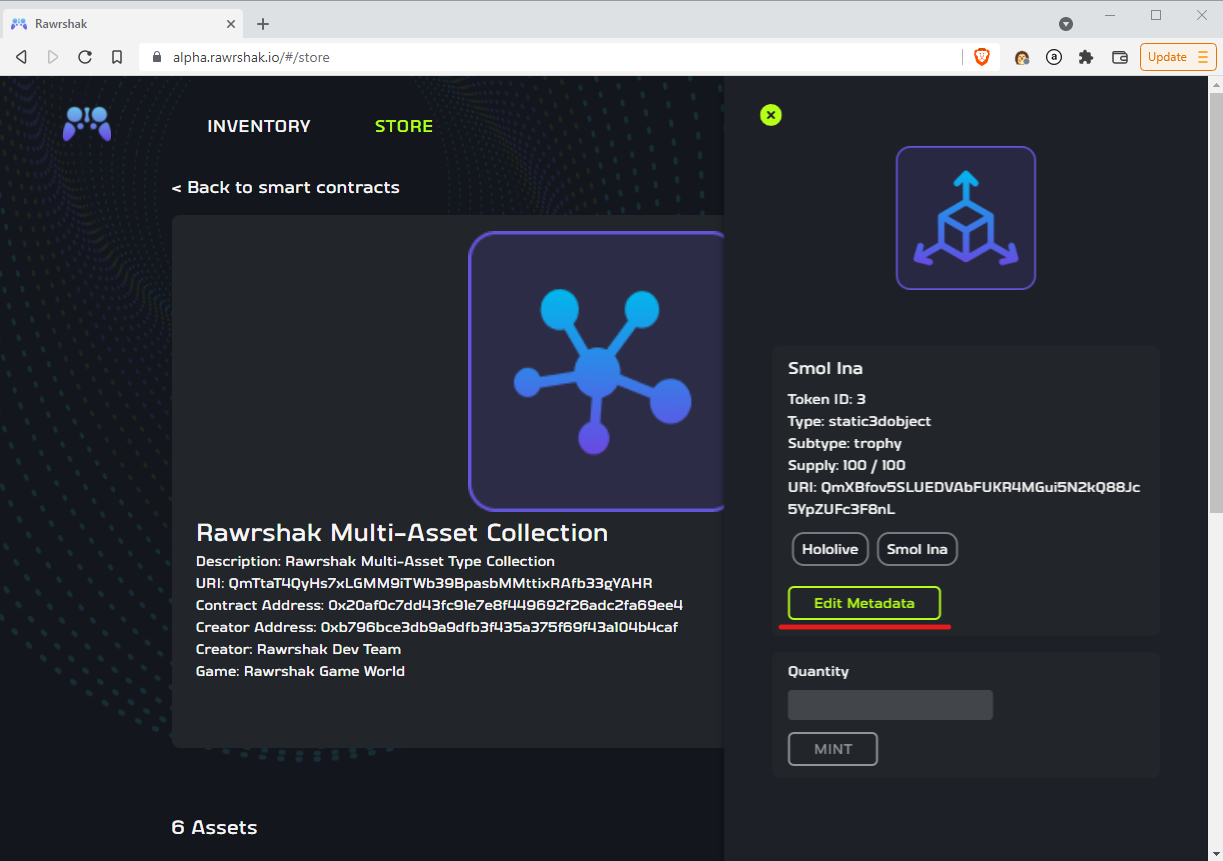 Rawrshak
alpha.rawrshak.io/#/store
Update
INVENTORY
STORE
< Back to smart contracts
Rawrshak Multi-Asset Collection
Description: Rawrshak Multi-Asset Type Collection
URI: QmTtaT4QyHs7xLGMM9iTWb39BpasbMMttixRAfb33gYAHR
Contract Address: 0x20af0c7dd43fc91e7e8f449692f26adc2fa69ee4
Creator Address: 0xb796bce3db9a9dfb3f435a375f69f43a104b4caf
Creator: Rawrshak Dev Team
Game: Rawrshak Game World
6 Assets
Smol Ina
Token ID: 3
Type: static3dobject
Subtype: trophy
Supply: 100 / 100
URI: QmXBfov5SLUEDVAbFUKR4MGui5N2kQ88Jc
5YpZUFc3F8nL
Hololive
Smol Ina
Edit Metadata
Quantity
MINT